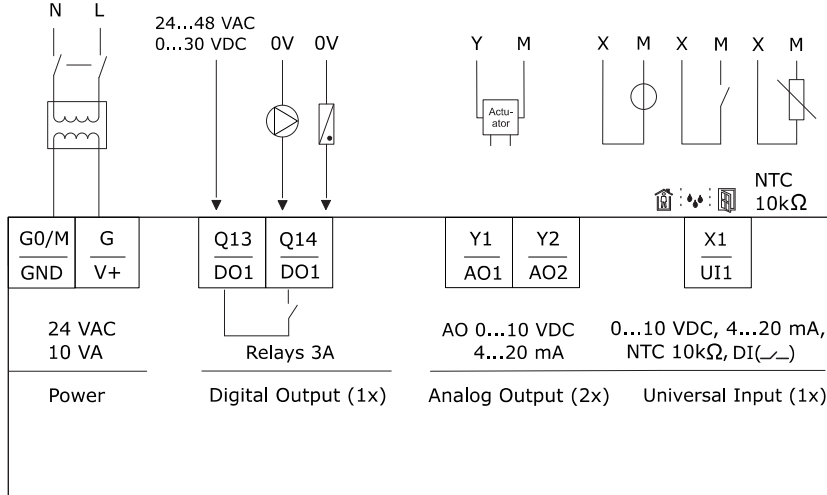 N L
24...48 VAC
0...30 VDC
0V 0V
Y M
X M X M X M
Actu-
ator
NTC
10kΩ
G0/M G
GND V+
Q13 Q14
DO1 DO1
Y1 Y2
AO1 AO2
X1
UI1
24 VAC
10 VA
Relays 3A
AO 0...10 VDC
4...20 mA
0...10 VDC, 4...20 mA,
NTC 10kΩ, DI( )
Power
Digital Output (1x)
Analog Output (2x)
Universal Input (1x)